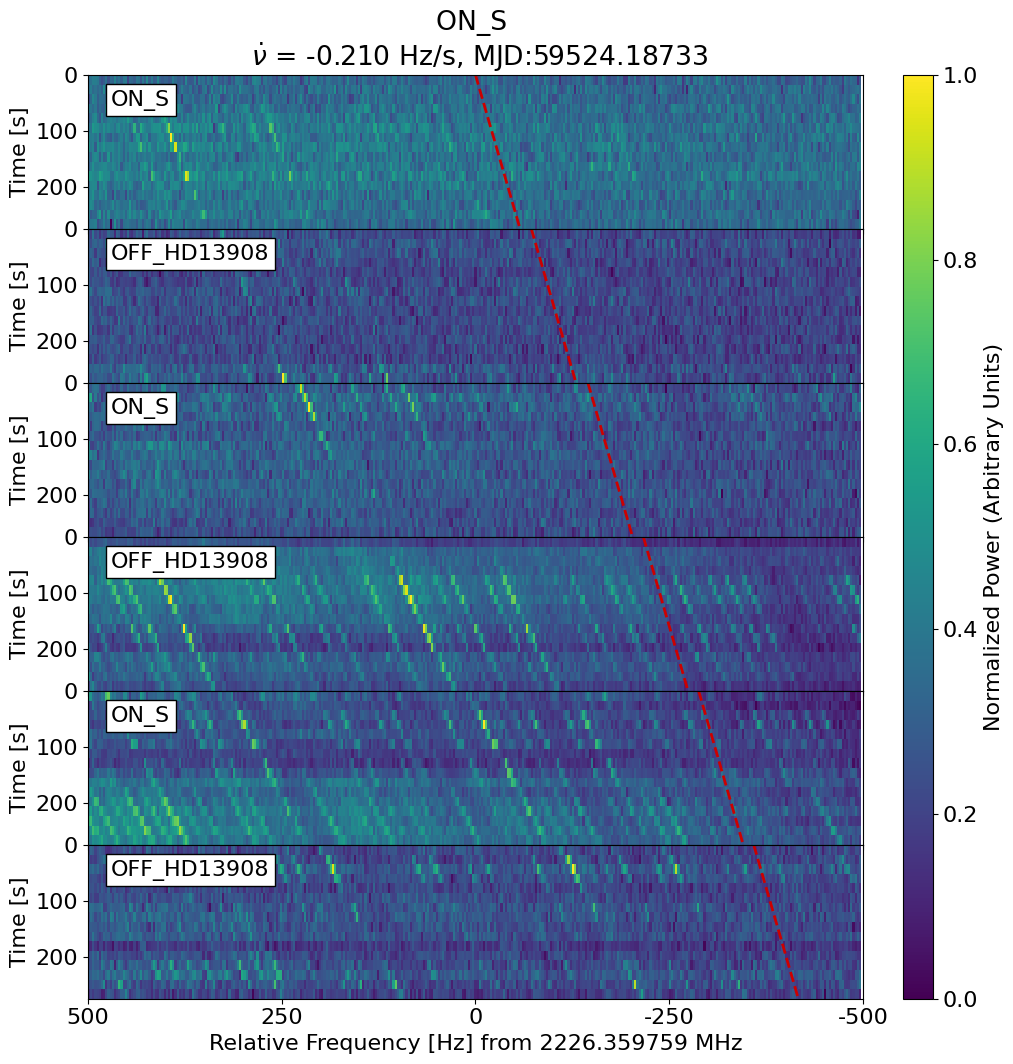 ON_S
ν̇ = -0.210 Hz/s, MJD:59524.18733
0
100
200
Time [s]
ON_S
0
100
200
Time [s]
OFF_HD13908
0
100
200
Time [s]
ON_S
0
100
200
Time [s]
OFF_HD13908
0
100
200
Time [s]
ON_S
0
100
200
Time [s]
OFF_HD13908
500 250 0 -250 -500
Relative Frequency [Hz] from 2226.359759 MHz
1.0
0.8
0.6
0.4
0.2
0.0
Normalized Power (Arbitrary Units)